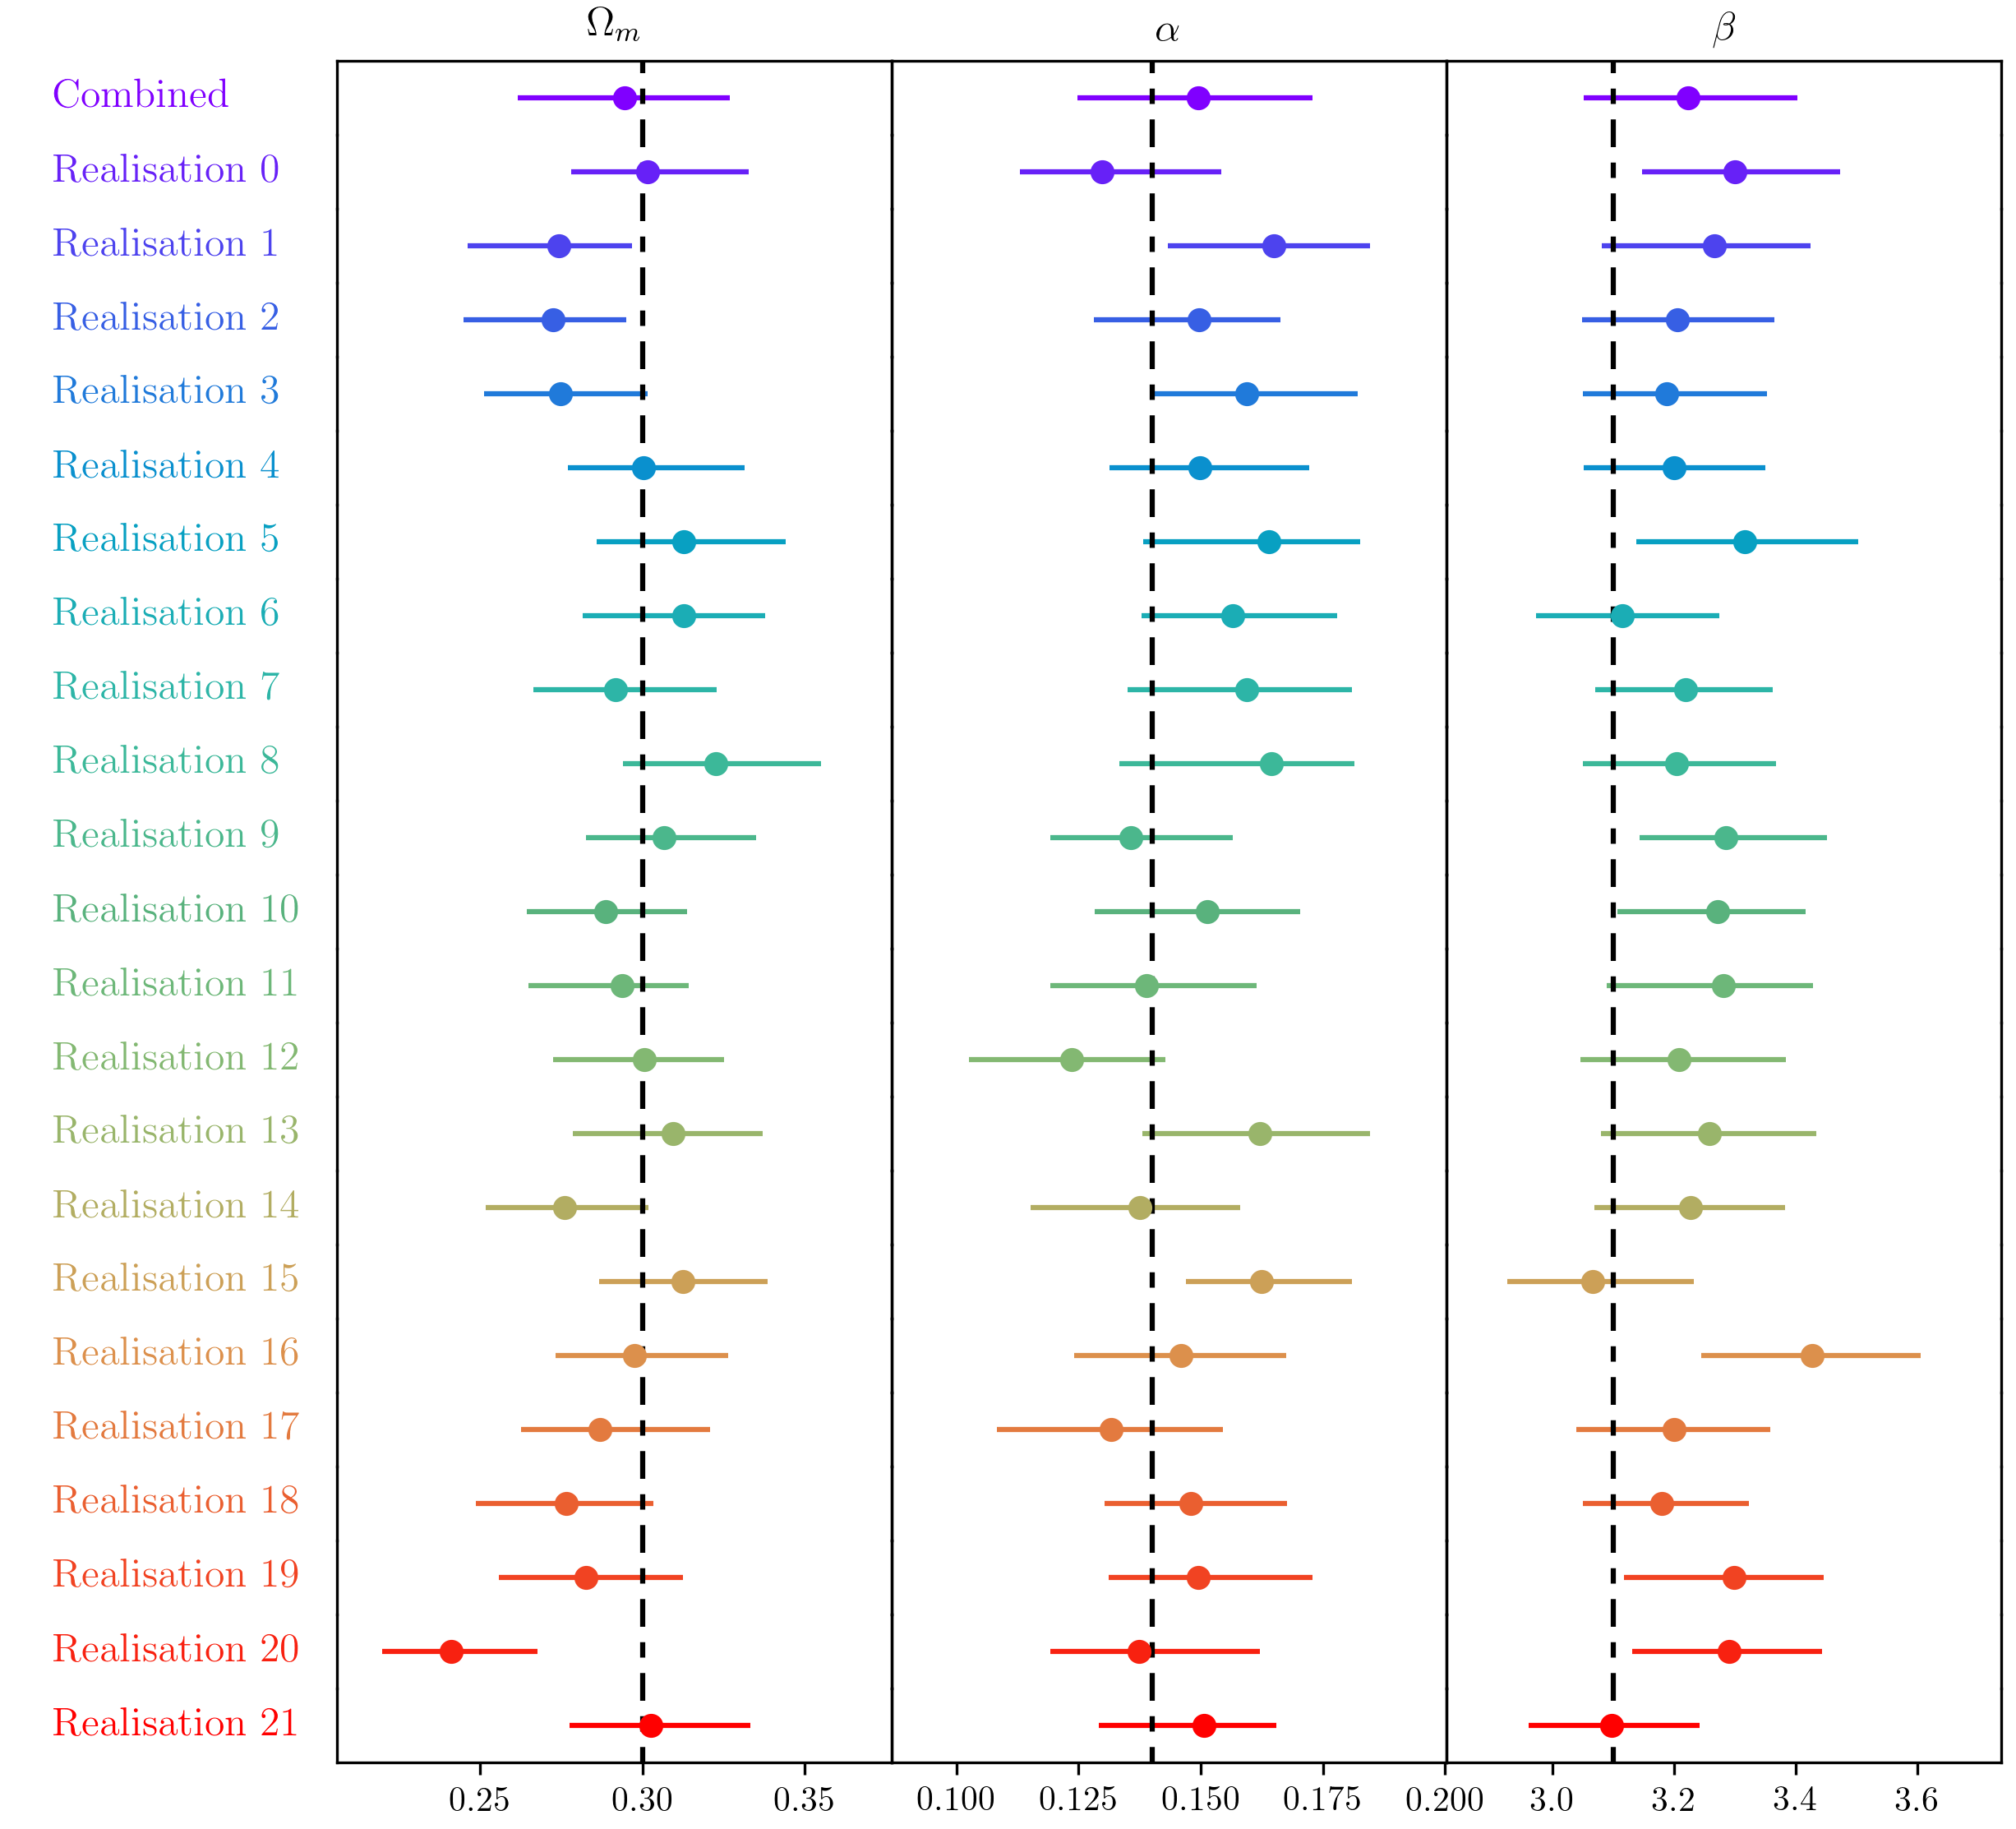 Ωm α β
Combined
Realisation 0
Realisation 1
Realisation 2
Realisation 3
Realisation 4
Realisation 5
Realisation 6
Realisation 7
Realisation 8
Realisation 9
Realisation 10
Realisation 11
Realisation 12
Realisation 13
Realisation 14
Realisation 15
Realisation 16
Realisation 17
Realisation 18
Realisation 19
Realisation 20
Realisation 21
0.25 0.30 0.35 0.100 0.125 0.150 0.175 0.200 3.0 3.2 3.4 3.6